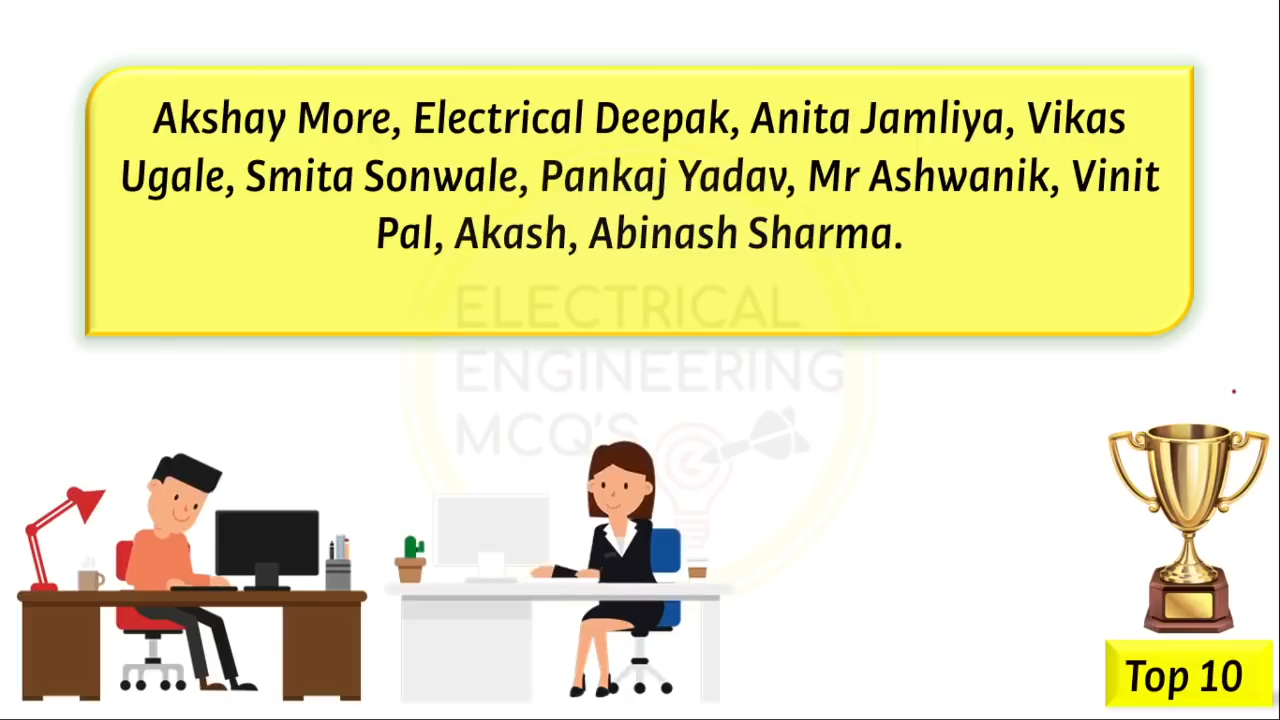 Akshay More, Electrical Deepak, Anita Jamliya, Vikas
Ugale, Smita Sonwale, Pankaj Yadav, Mr Ashwanik, Vinit
Pal, Akash, Abinash Sharma.
ELECTRICAL
ENGINEERING
MCQ'S
Top 10